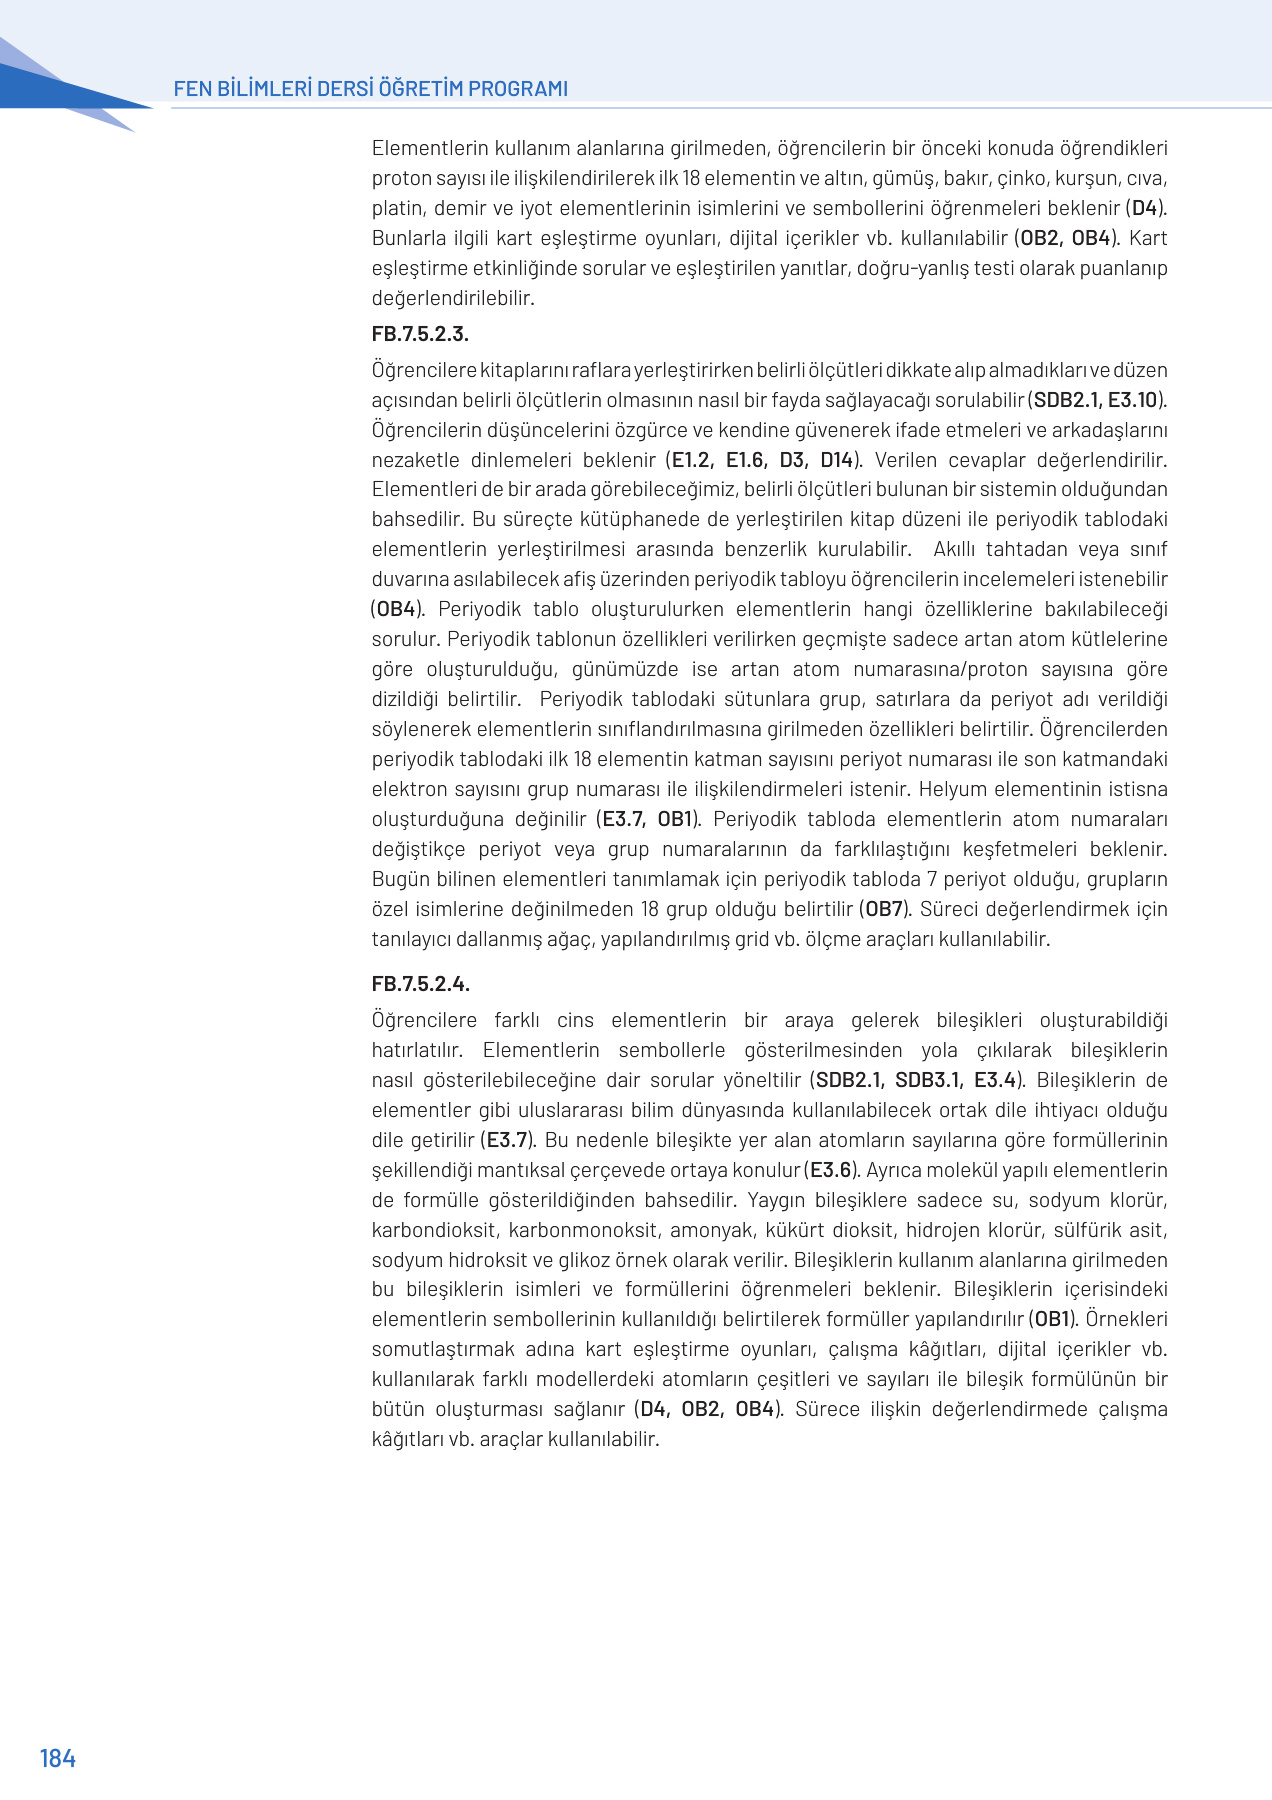 FEN BİLİMLERİ DERSİ ÖĞRETİM PROGRAMI
Elementlerin kullanım alanlarına girilmeden, öğrencilerin bir önceki konuda öğrendikleri
proton sayısı ile ilişkilendirilerek ilk 18 elementin ve altın, gümüş, bakır, çinko, kurşun, cıva,
platin, demir ve iyot elementlerinin isimlerini ve sembollerini öğrenmeleri beklenir (D4).
Bunlarla ilgili kart eşleştirme oyunları, dijital içerikler vb. kullanılabilir (OB2, OB4). Kart
eşleştirme etkinliğinde sorular ve eşleştirilen yanıtlar, doğru-yanlış testi olarak puanlanıp
değerlendirilebilir.
FB.7.5.2.3.
Öğrencilere kitaplarını raflara yerleştirirken belirli ölçütleri dikkate alıp almadıkları ve düzen
açısından belirli ölçütlerin olmasının nasıl bir fayda sağlayacağı sorulabilir (SDB2.1, E3.10).
Öğrencilerin düşüncelerini özgürce ve kendine güvenerek ifade etmeleri ve arkadaşlarını
nezaketle dinlemeleri beklenir (E1.2, E1.6, D3, D14). Verilen cevaplar değerlendirilir.
Elementleri de bir arada görebileceğimiz, belirli ölçütleri bulunan bir sistemin olduğundan
bahsedilir. Bu süreçte kütüphanede de yerleştirilen kitap düzeni ile periyodik tablodaki
elementlerin yerleştirilmesi arasında benzerlik kurulabilir. Akıllı tahtadan veya sınıf
duvarına asılabilecek afiş üzerinden periyodik tabloyu öğrencilerin incelemeleri istenebilir
(OB4). Periyodik tablo oluşturulurken elementlerin hangi özelliklerine bakılabileceği
sorulur. Periyodik tablonun özellikleri verilirken geçmişte sadece artan atom kütlelerine
göre oluşturulduğu, günümüzde ise artan atom numarasına/proton sayısına göre
dizildiği belirtilir. Periyodik tablodaki sütunlara grup, satırlara da periyot adı verildiği
söylenerek elementlerin sınıflandırılmasına girilmeden özellikleri belirtilir. Öğrencilerden
periyodik tablodaki ilk 18 elementin katman sayısını periyot numarası ile son katmandaki
elektron sayısını grup numarası ile ilişkilendirmeleri istenir. Helyum elementinin istisna
oluşturduğuna değinilir (E3.7, OB1). Periyodik tabloda elementlerin atom numaraları
değiştikçe periyot veya grup numaralarının da farklılaştığını keşfetmeleri beklenir.
Bugün bilinen elementleri tanımlamak için periyodik tabloda 7 periyot olduğu, grupların
özel isimlerine değinilmeden 18 grup olduğu belirtilir (OB7). Süreci değerlendirmek için
tanılayıcı dallanmış ağaç, yapılandırılmış grid vb. ölçme araçları kullanılabilir.
FB.7.5.2.4.
Öğrencilere farklı cins elementlerin bir araya gelerek bileşikleri oluşturabildiği
hatırlatılır. Elementlerin sembollerle gösterilmesinden yola çıkılarak bileşiklerin
nasıl gösterilebileceğine dair sorular yöneltilir (SDB2.1, SDB3.1, E3.4). Bileşiklerin de
elementler gibi uluslararası bilim dünyasında kullanılabilecek ortak dile ihtiyacı olduğu
dile getirilir (E3.7). Bu nedenle bileşikte yer alan atomların sayılarına göre formüllerinin
şekillendiği mantıksal çerçevede ortaya konulur (E3.6). Ayrıca molekül yapılı elementlerin
de formülle gösterildiğinden bahsedilir. Yaygın bileşiklere sadece su, sodyum klorür,
karbondioksit, karbonmonoksit, amonyak, kükürt dioksit, hidrojen klorür, sülfürik asit,
sodyum hidroksit ve glikoz örnek olarak verilir. Bileşiklerin kullanım alanlarına girilmeden
bu bileşiklerin isimleri ve formüllerini öğrenmeleri beklenir. Bileşiklerin içerisindeki
elementlerin sembollerinin kullanıldığı belirtilerek formüller yapılandırılır (OB1). Örnekleri
somutlaştırmak adına kart eşleştirme oyunları, çalışma kâğıtları, dijital içerikler vb.
kullanılarak farklı modellerdeki atomların çeşitleri ve sayıları ile bileşik formülünün bir
bütün oluşturması sağlanır (D4, OB2, OB4). Sürece ilişkin değerlendirmede çalışma
kâğıtları vb. araçlar kullanılabilir.
184